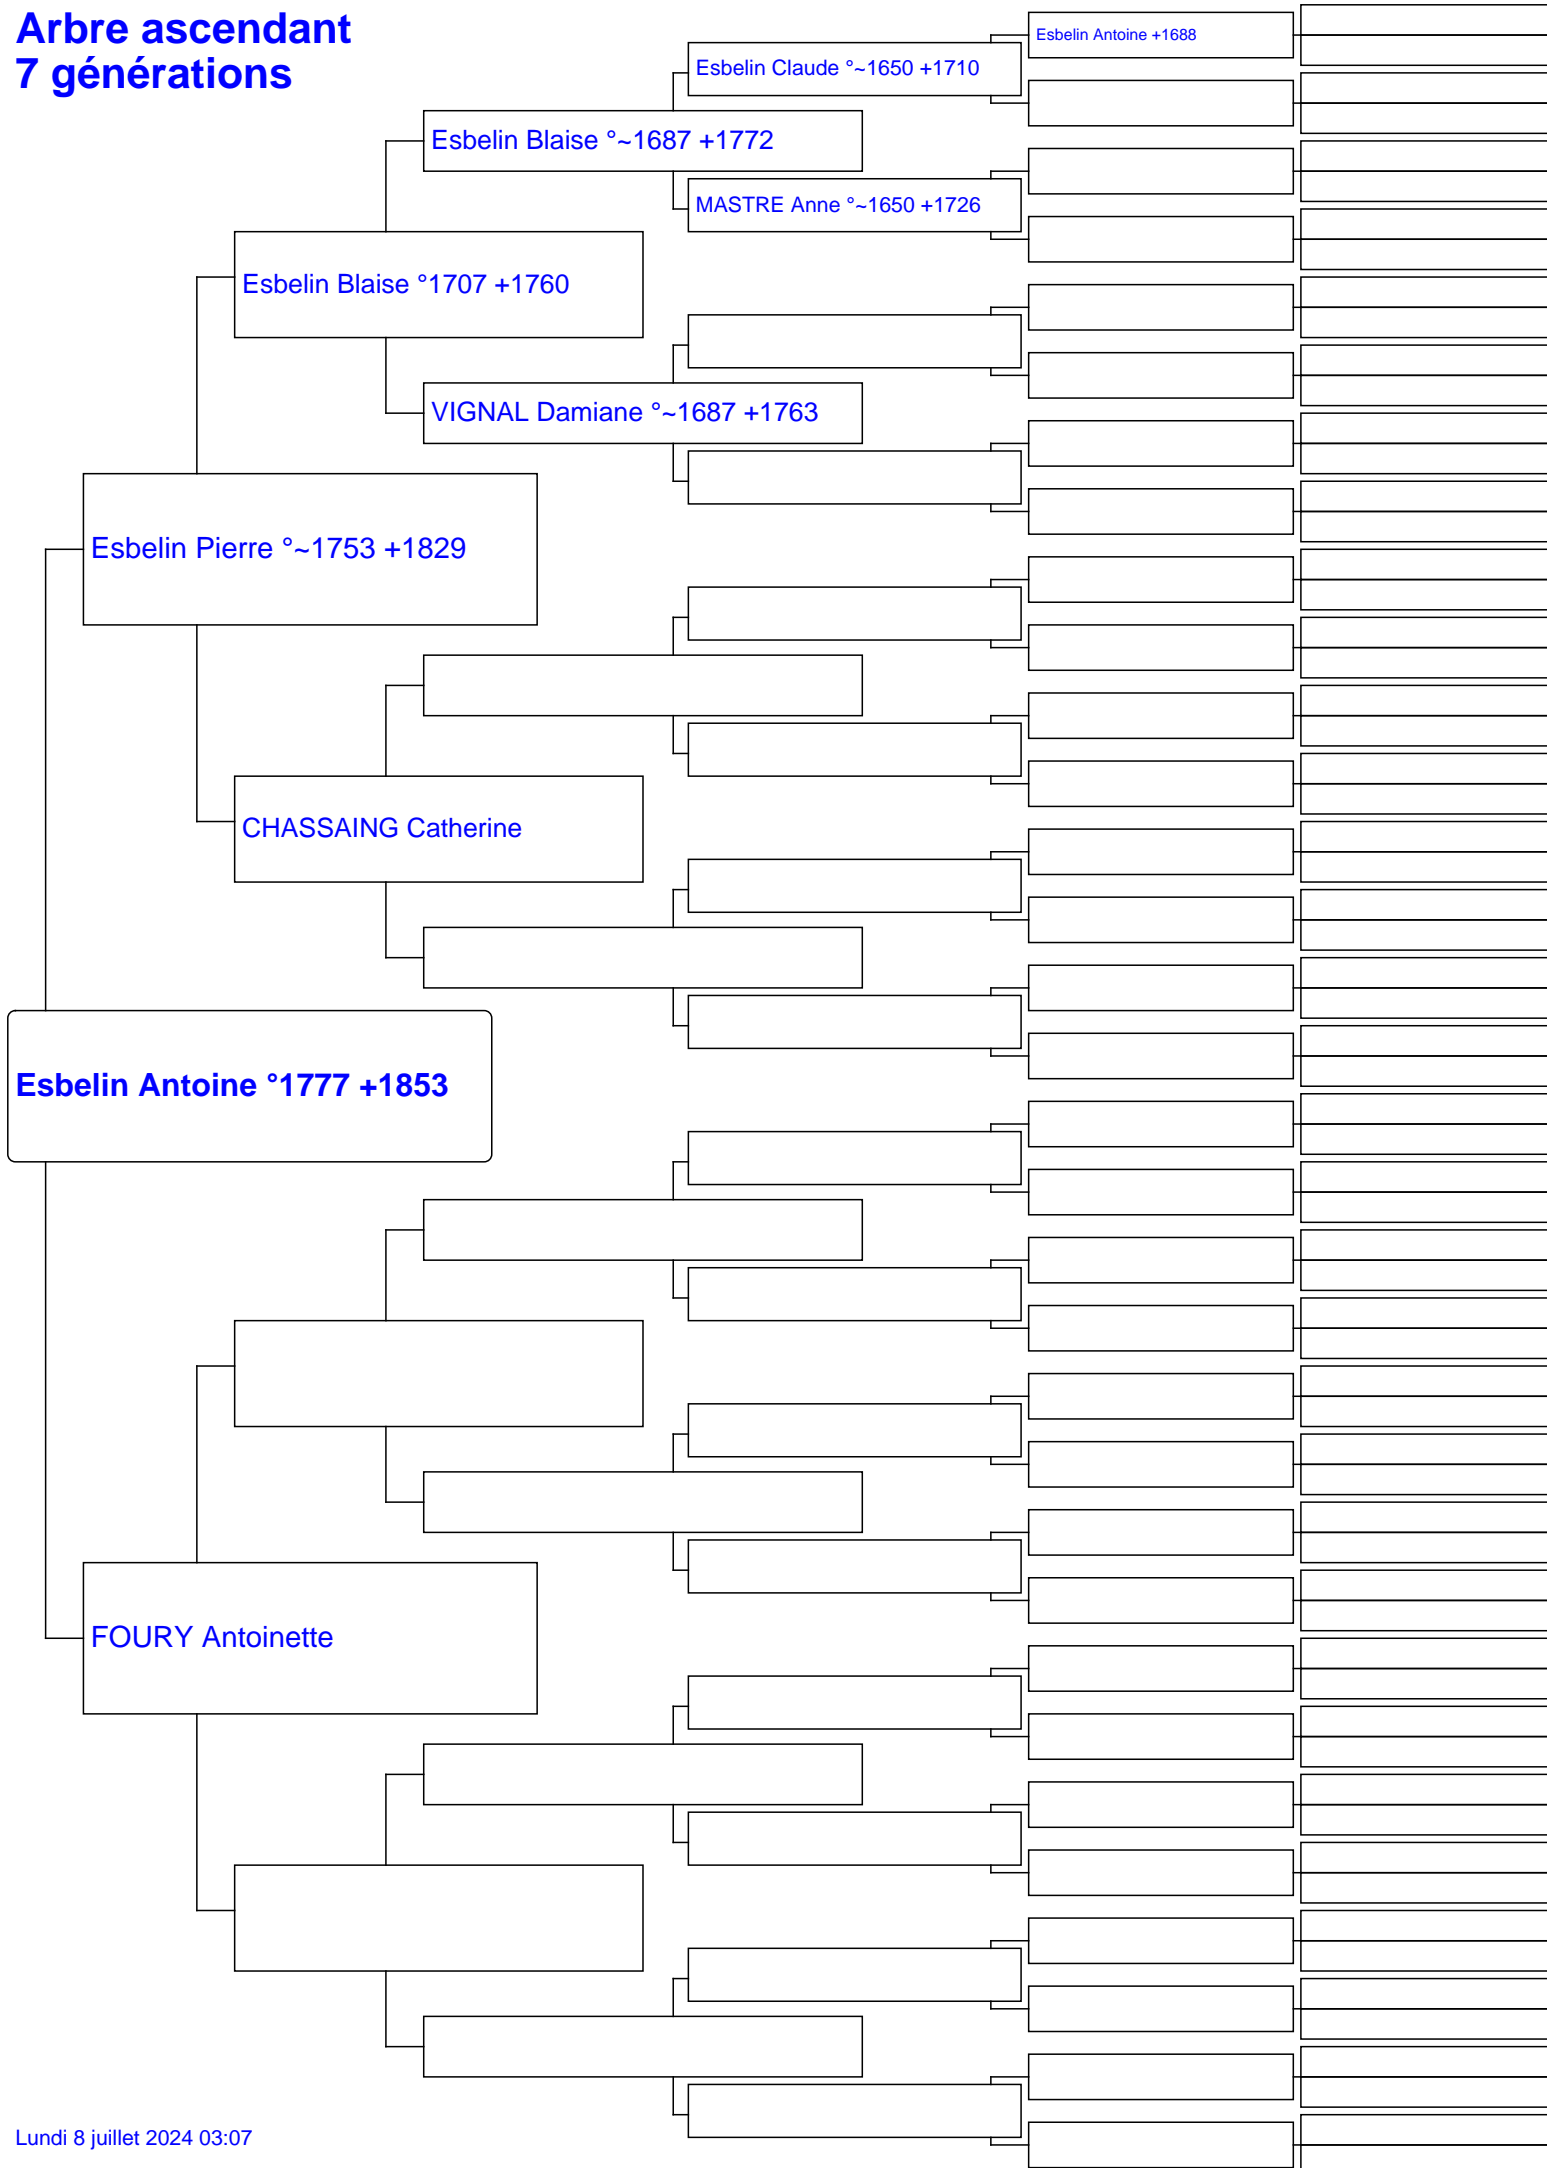 Arbre ascendant
7 générations
Esbelin Antoine +1688
Esbelin Claude °~1650 +1710
Esbelin Blaise °~1687 +1772
MASTRE Anne °~1650 +1726
Esbelin Blaise °1707 +1760
VIGNAL Damiane °~1687 +1763
Esbelin Pierre °~1753 +1829
CHASSAING Catherine
Esbelin Antoine °1777 +1853
FOURY Antoinette
Lundi 8 juillet 2024 03:07